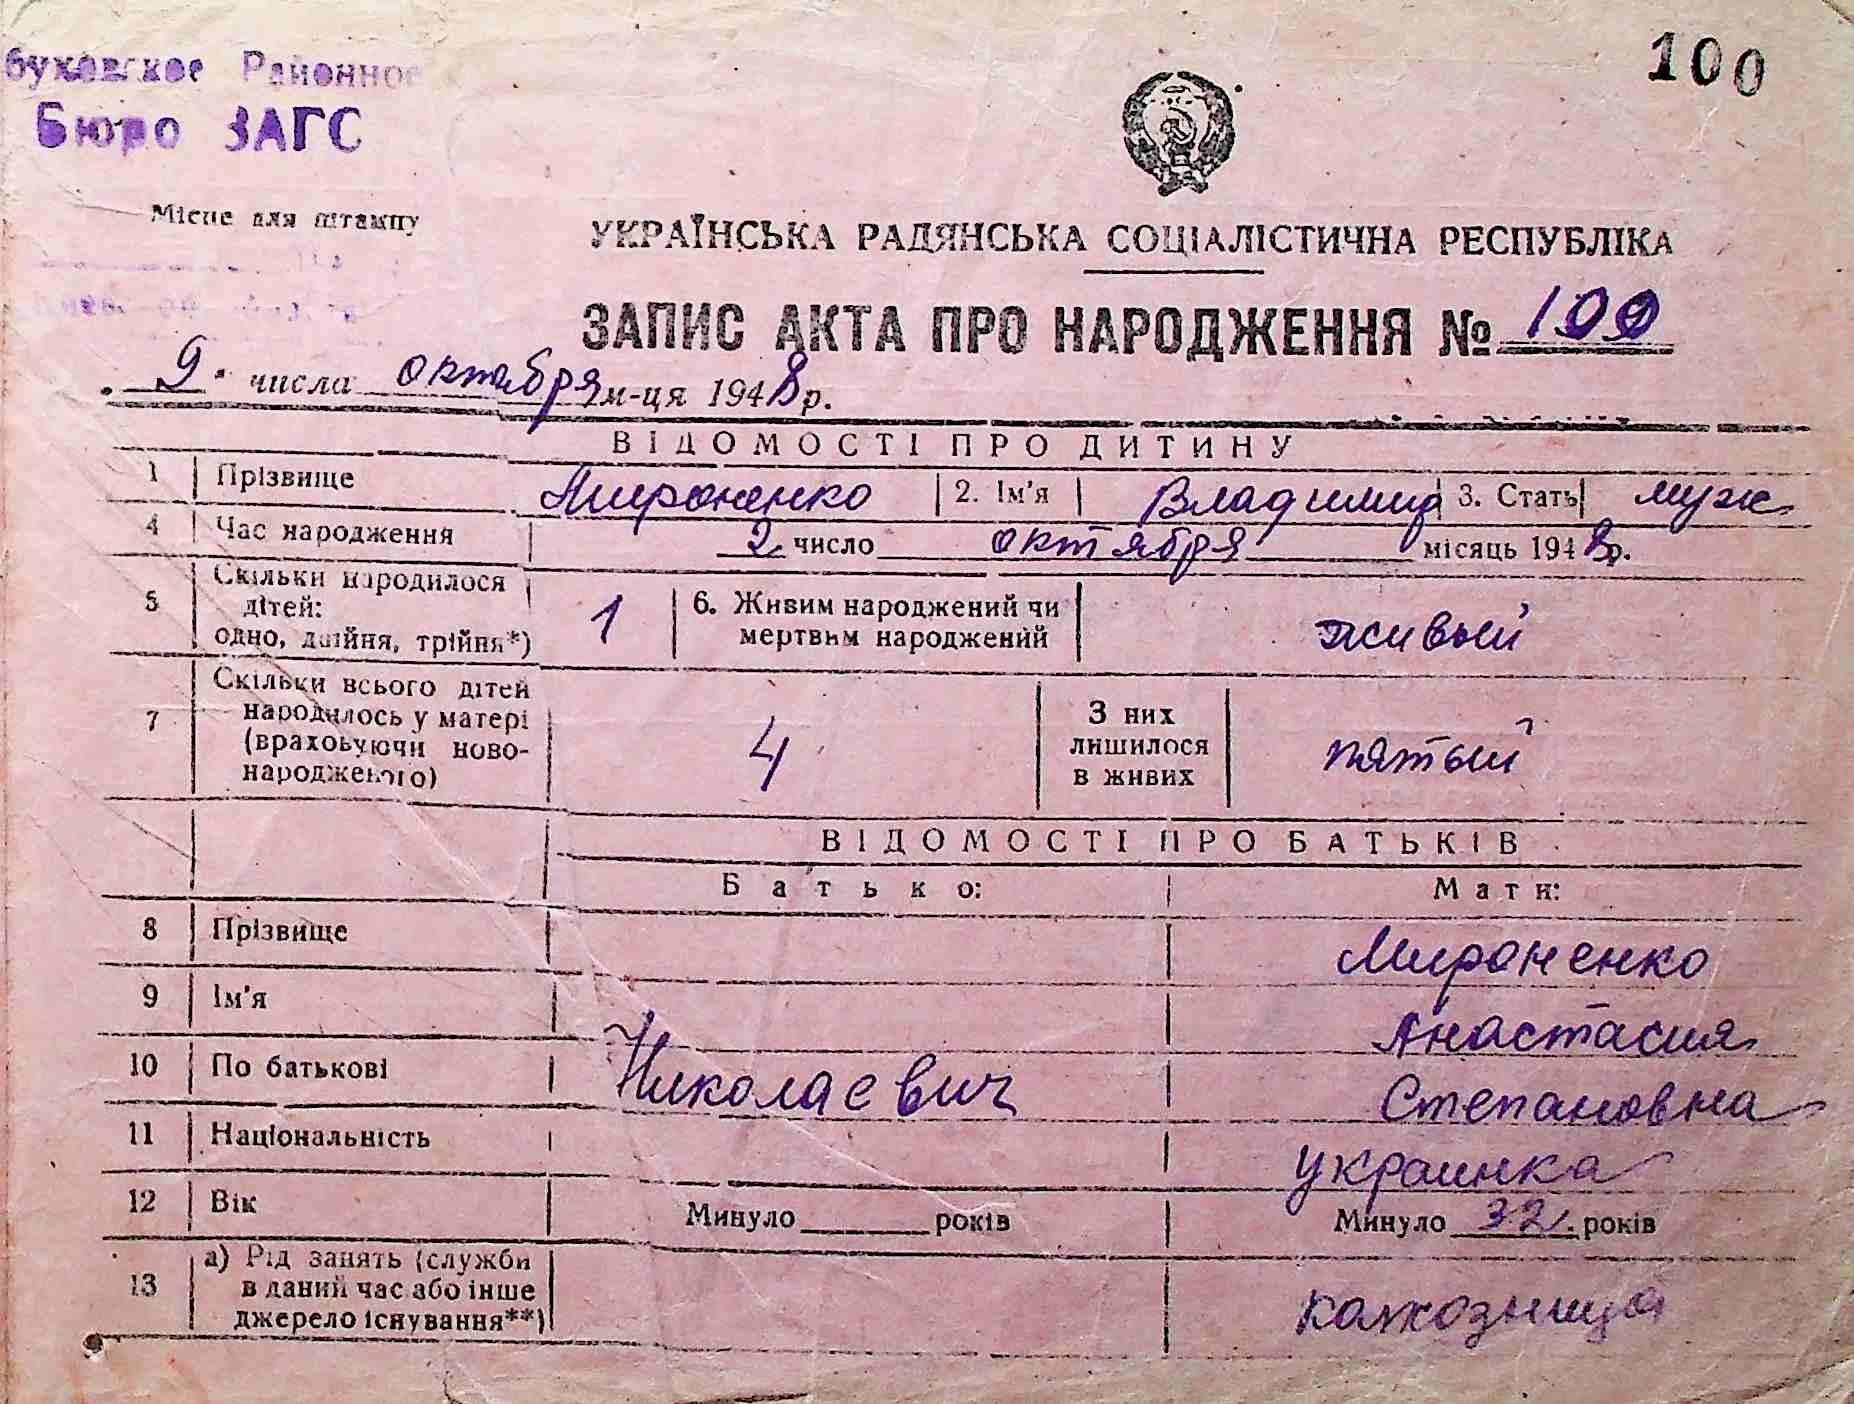 буховское Районное
Бюро ЗАГС
100
Місце для штампу
УКРАЇНСЬКА РАДЯНСЬКА СОЦІАЛІСТИЧНА РЕСПУБЛІКА
ЗАПИС АКТА ПРО НАРОДЖЕННЯ № 100
9 числа октября м-ця 1948 р.
ВІДОМОСТІ ПРО ДИТИНУ
1 Прізвище Мироненко 2. Ім'я Владимир 3. Стать муж
4 Час народження 2 число октября місяць 1948 р.
5 Скільки народилося
дітей:
одно, двійня, трійня*) 1 6. Живим народжений чи
мертвим народжений живый
7 Скільки всього дітей
народилось у матері
(враховуючи ново-
народженого) 4 З них
лишилося
в живих пятый
ВІДОМОСТІ ПРО БАТЬКІВ
Батько: Мати:
8 Прізвище Мироненко
9 Ім'я Анастасия
10 По батькові Николаевич Степановна
11 Національність украинка
12 Вік Минуло років Минуло 32 років
13 а) Рід занять (служби
в даний час або інше
джерело існування**) колхозница